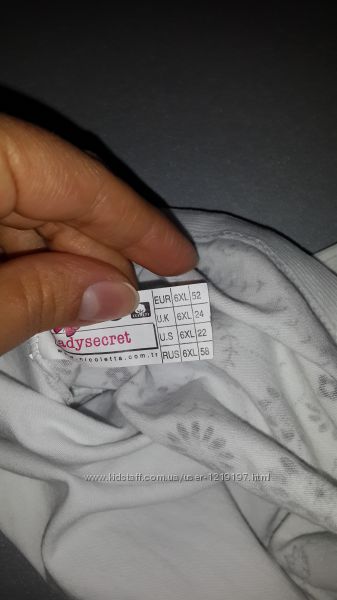 EUR 6XL 52
U.K 6XL 24
U.S 6XL 22
RUS 6XL 58
adysecret
nicoletta.com.tr
www.kidstaff.com.ua/user-1219197.html